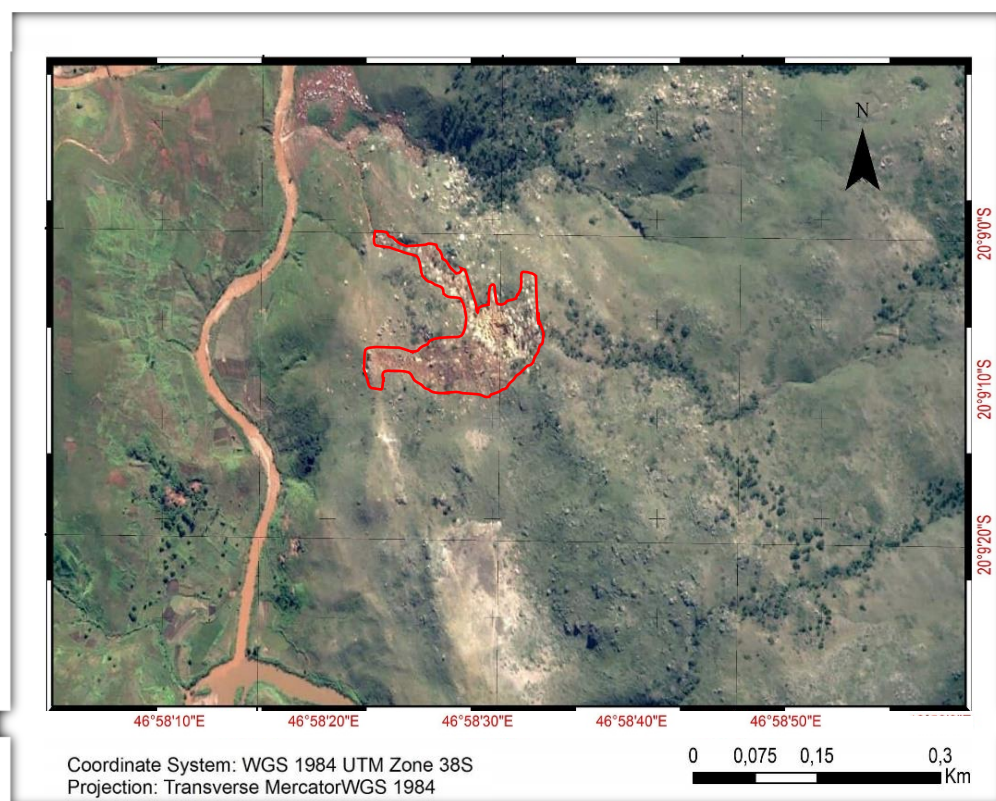 N
20°9'0"S
20°9'10"S
20°9'20"S
46°58'10"E
46°58'20"E
46°58'30"E
46°58'40"E
46°58'50"E
Coordinate System: WGS 1984 UTM Zone 38S
Projection: Transverse MercatorWGS 1984
0 0,075 0,15 0,3
Km